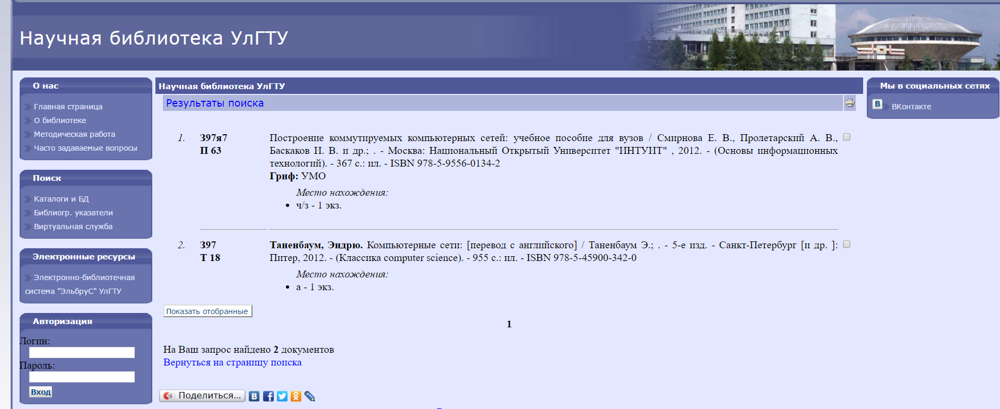 Научная библиотека УлГТУ
О нас
Главная страница
О библиотеке
Методическая работа
Часто задаваемые вопросы
Поиск
Каталоги и БД
Библиогр. указатели
Виртуальная служба
Электронные ресурсы
Электронно-библиотечная
система "ЭльбруС" УлГТУ
Авторизация
Логин:
Пароль:
Вход
Научная библиотека УлГТУ
Результаты поиска
1. З97я7 Построение коммутируемых компьютерных сетей: учебное пособие для вузов / Смирнова Е. В., Пролетарский А. В.,
П 63 Баскаков И. В. и др.; . - Москва: Национальный Открытый Университет "ИНТУИТ" , 2012. - (Основы информационных
технологий). - 367 с.: ил. - ISBN 978-5-9556-0134-2
Гриф: УМО
Место нахождения:
• ч/з - 1 экз.
2. З97 Таненбаум, Эндрю. Компьютерные сети: [перевод с английского] / Таненбаум Э.; . - 5-е изд. - Санкт-Петербург [и др. ]:
Т 18 Питер, 2012. - (Классика computer science). - 955 с.: ил. - ISBN 978-5-45900-342-0
Место нахождения:
• а - 1 экз.
Показать отобранные
1
На Ваш запрос найдено 2 документов
Вернуться на страницу поиска
Поделиться...
Мы в социальных сетях
ВКонтакте